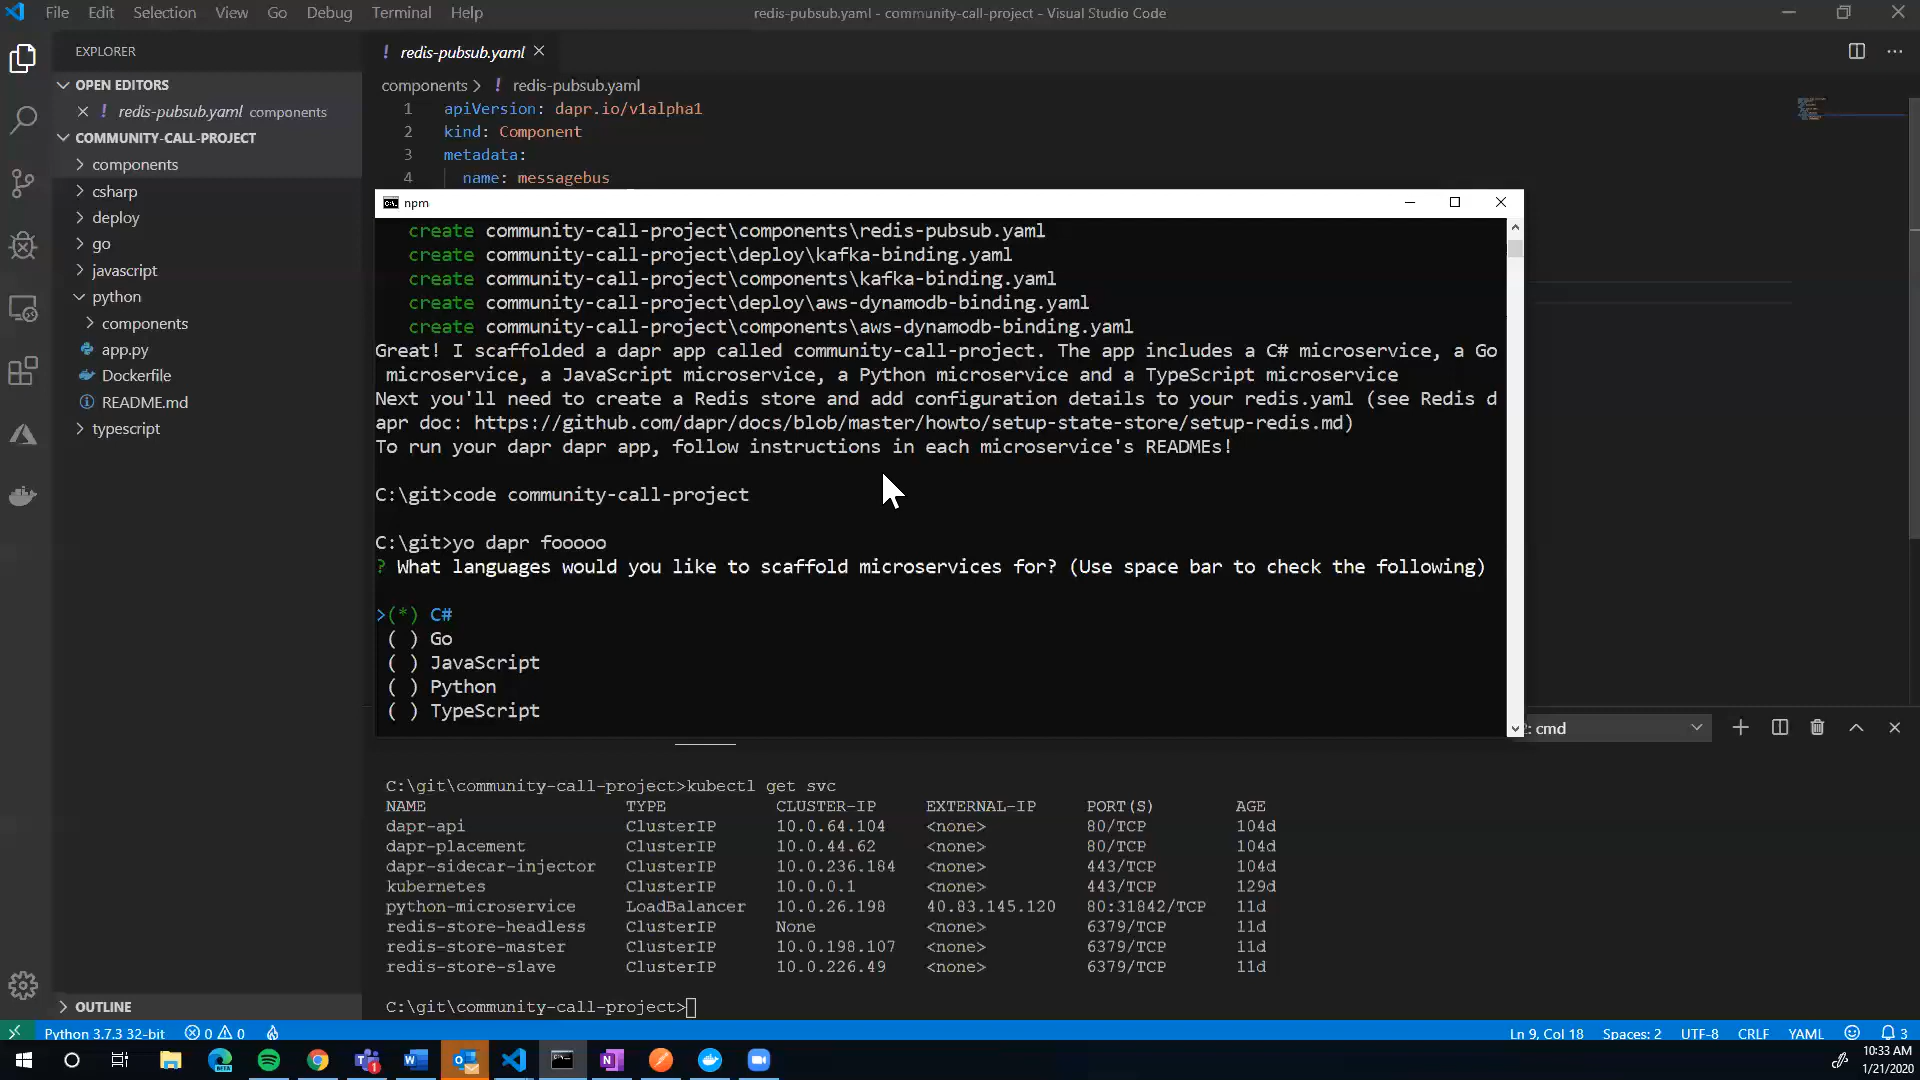 File Edit Selection View Go Debug Terminal Help
redis-pubsub.yaml - community-call-project - Visual Studio Code
EXPLORER
OPEN EDITORS
redis-pubsub.yaml components
COMMUNITY-CALL-PROJECT
components
csharp
deploy
go
javascript
python
components
app.py
Dockerfile
README.md
typescript
OUTLINE
! redis-pubsub.yaml
components > ! redis-pubsub.yaml
1 apiVersion: dapr.io/v1alpha1
2 kind: Component
3 metadata:
4 name: messagebus
npm
create community-call-project\components\redis-pubsub.yaml
create community-call-project\deploy\kafka-binding.yaml
create community-call-project\components\kafka-binding.yaml
create community-call-project\deploy\aws-dynamodb-binding.yaml
create community-call-project\components\aws-dynamodb-binding.yaml
Great! I scaffolded a dapr app called community-call-project. The app includes a C# microservice, a Go
microservice, a JavaScript microservice, a Python microservice and a TypeScript microservice
Next you'll need to create a Redis store and add configuration details to your redis.yaml (see Redis d
apr doc: https://github.com/dapr/docs/blob/master/howto/setup-state-store/setup-redis.md)
To run your dapr dapr app, follow instructions in each microservice's READMEs!
C:\git>code community-call-project
C:\git>yo dapr fooooo
? What languages would you like to scaffold microservices for? (Use space bar to check the following)
>(*) C#
( ) Go
( ) JavaScript
( ) Python
( ) TypeScript
2: cmd
C:\git\community-call-project>kubectl get svc
NAME TYPE CLUSTER-IP EXTERNAL-IP PORT(S) AGE
dapr-api ClusterIP 10.0.64.104 <none> 80/TCP 104d
dapr-placement ClusterIP 10.0.44.62 <none> 80/TCP 104d
dapr-sidecar-injector ClusterIP 10.0.236.184 <none> 443/TCP 104d
kubernetes ClusterIP 10.0.0.1 <none> 443/TCP 129d
python-microservice LoadBalancer 10.0.26.198 40.83.145.120 80:31842/TCP 11d
redis-store-headless ClusterIP None <none> 6379/TCP 11d
redis-store-master ClusterIP 10.0.198.107 <none> 6379/TCP 11d
redis-store-slave ClusterIP 10.0.226.49 <none> 6379/TCP 11d
C:\git\community-call-project>
Python 3.7.3 32-bit 0 0 Ln 9, Col 18 Spaces: 2 UTF-8 CRLF YAML 3
10:33 AM
1/21/2020